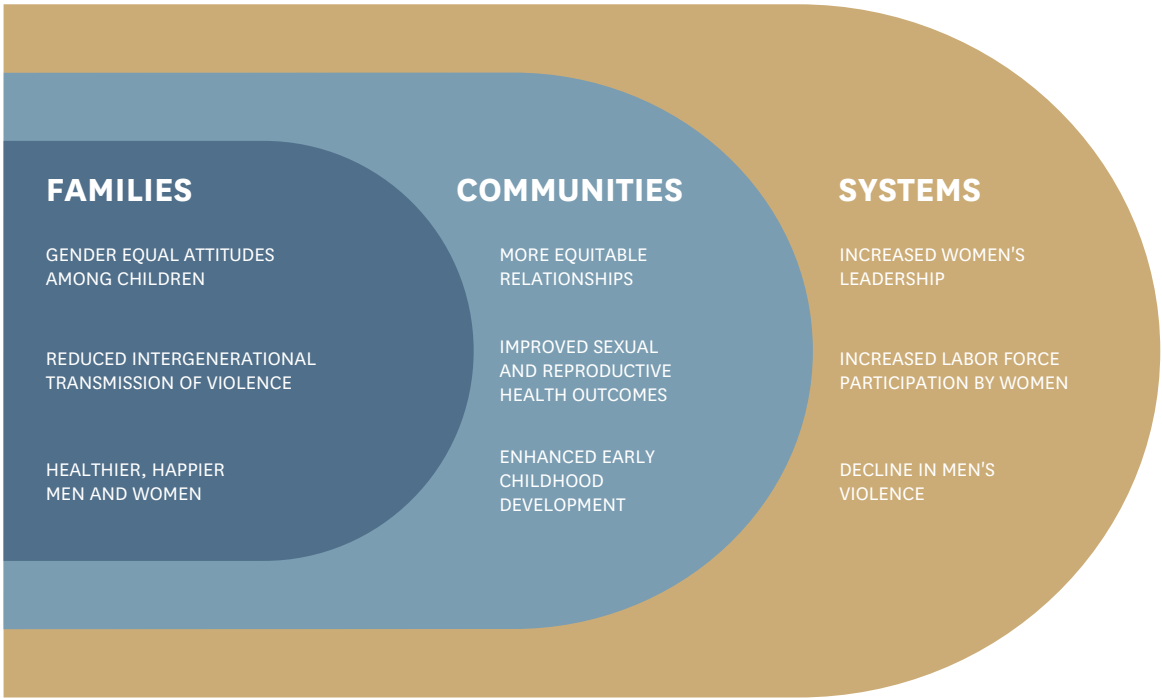 FAMILIES
GENDER EQUAL ATTITUDES
AMONG CHILDREN
REDUCED INTERGENERATIONAL
TRANSMISSION OF VIOLENCE
HEALTHIER, HAPPIER
MEN AND WOMEN
COMMUNITIES
MORE EQUITABLE
RELATIONSHIPS
IMPROVED SEXUAL
AND REPRODUCTIVE
HEALTH OUTCOMES
ENHANCED EARLY
CHILDHOOD
DEVELOPMENT
SYSTEMS
INCREASED WOMEN'S
LEADERSHIP
INCREASED LABOR FORCE
PARTICIPATION BY WOMEN
DECLINE IN MEN'S
VIOLENCE